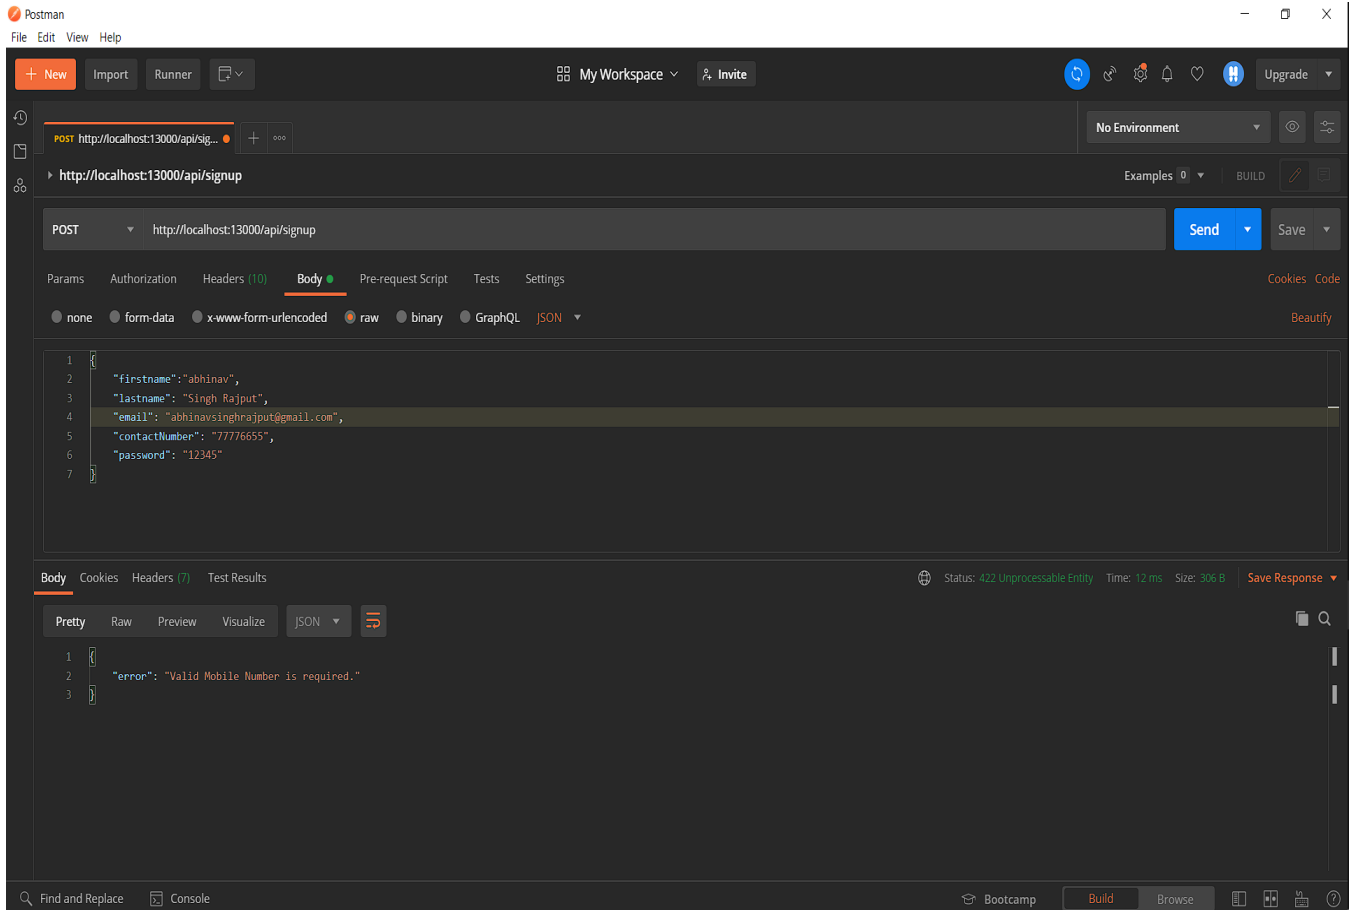 Postman
File Edit View Help
New Import Runner My Workspace Invite Upgrade
POST http://localhost:13000/api/sig... No Environment
http://localhost:13000/api/signup Examples 0 BUILD
POST http://localhost:13000/api/signup Send Save
Params Authorization Headers (10) Body Pre-request Script Tests Settings Cookies Code
none form-data x-www-form-urlencoded raw binary GraphQL JSON Beautify
1 {
2 "firstname":"abhinav",
3 "lastname": "Singh Rajput",
4 "email": "abhinavsinghrajput@gmail.com",
5 "contactNumber": "77776655",
6 "password": "12345"
7 }
Body Cookies Headers (7) Test Results Status: 422 Unprocessable Entity Time: 12 ms Size: 306 B Save Response
Pretty Raw Preview Visualize JSON
1 {
2 "error": "Valid Mobile Number is required."
3 }
Find and Replace Console Bootcamp Build Browse